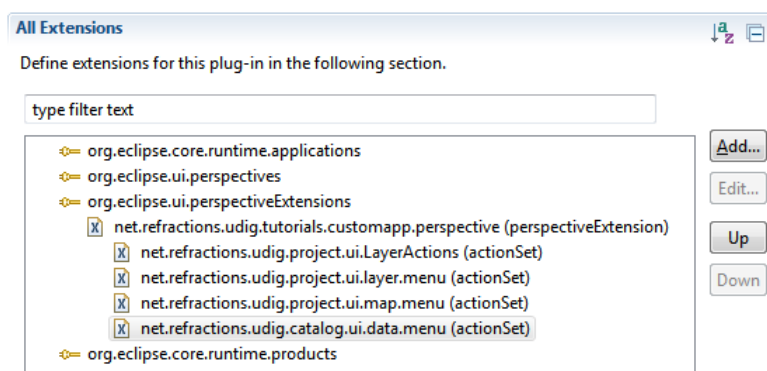 All Extensions
Define extensions for this plug-in in the following section.
type filter text
org.eclipse.core.runtime.applications
org.eclipse.ui.perspectives
org.eclipse.ui.perspectiveExtensions
net.refractions.udig.tutorials.customapp.perspective (perspectiveExtension)
net.refractions.udig.project.ui.LayerActions (actionSet)
net.refractions.udig.project.ui.layer.menu (actionSet)
net.refractions.udig.project.ui.map.menu (actionSet)
net.refractions.udig.catalog.ui.data.menu (actionSet)
org.eclipse.core.runtime.products
Add...
Edit...
Up
Down